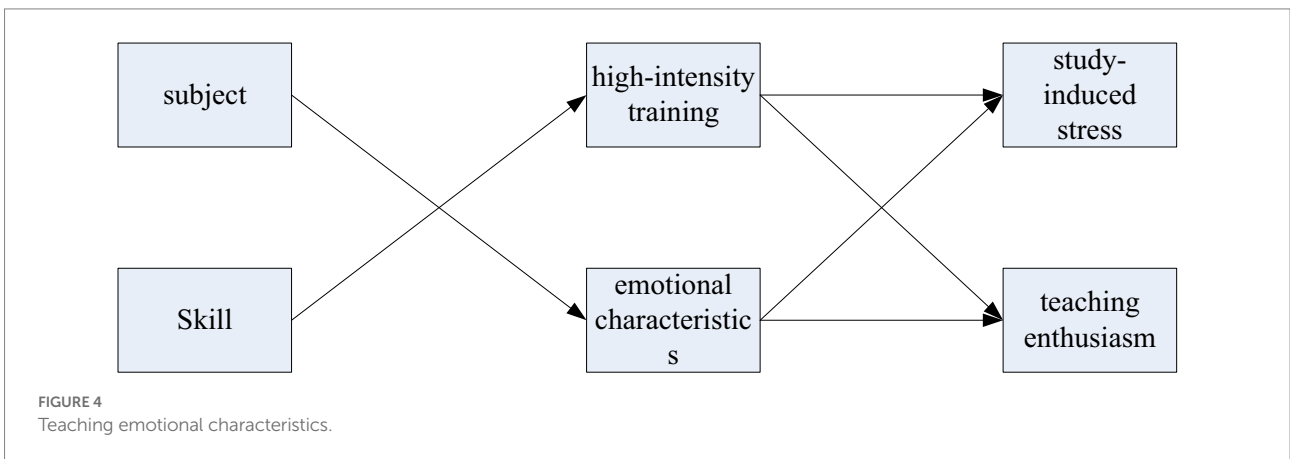 subject
high-intensity
training
study-
induced
stress
Skill
emotional
characteristic
s
teaching
enthusiasm
FIGURE 4
Teaching emotional characteristics.